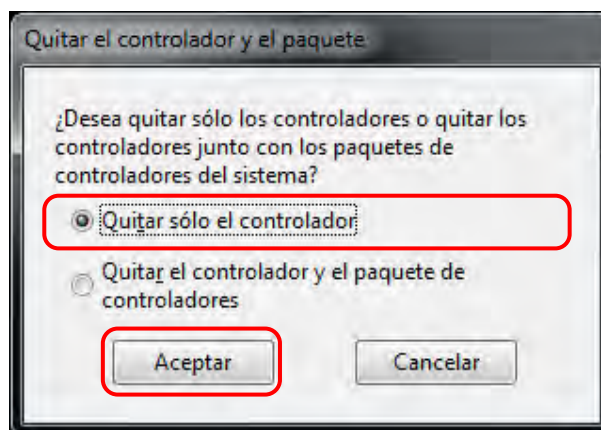 Quitar el controlador y el paquete
¿Desea quitar sólo los controladores o quitar los
controladores junto con los paquetes de
controladores del sistema?
Quitar sólo el controlador
Quitar el controlador y el paquete de
controladores
Aceptar
Cancelar